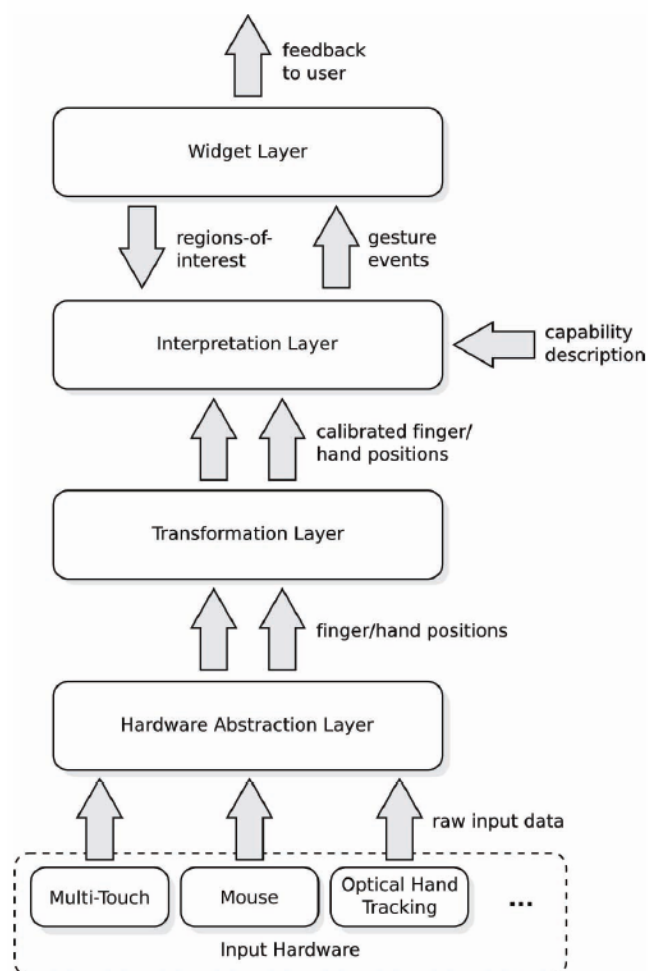 feedback
to user
Widget Layer
regions-of-
interest
gesture
events
Interpretation Layer
capability
description
calibrated finger/
hand positions
Transformation Layer
finger/hand positions
Hardware Abstraction Layer
raw input data
Multi-Touch
Mouse
Optical Hand
Tracking
...
Input Hardware